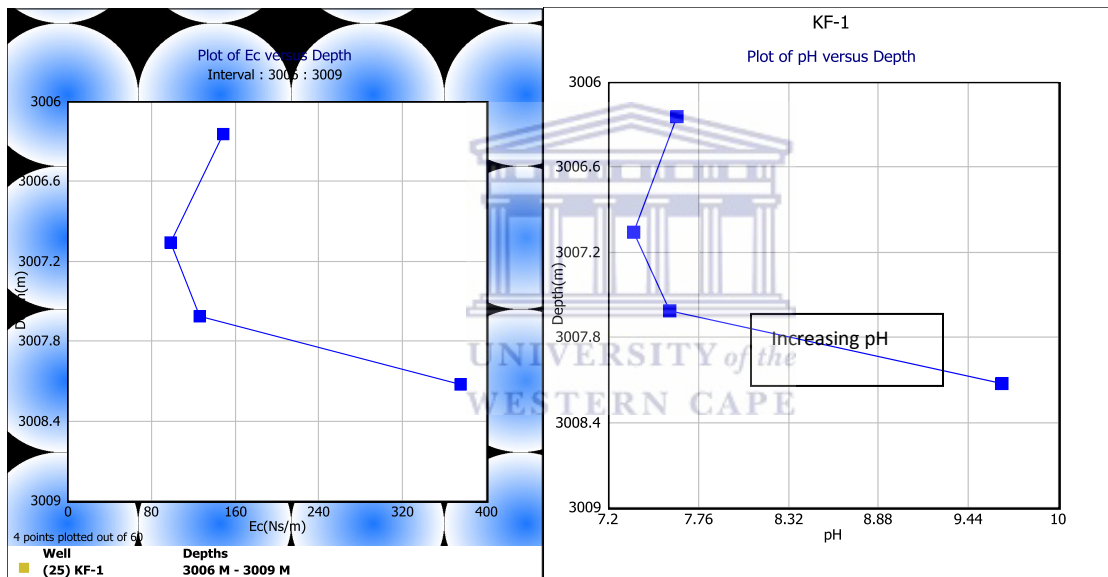 Plot of Ec versus Depth
Interval : 3006 : 3009
3006
3006.6
3007.2
3007.8
3008.4
3009
Depth(m)
0
80
160
240
320
400
Ec(Ns/m)
4 points plotted out of 60
Well
Depths
(25) KF-1
3006 M - 3009 M
KF-1
Plot of pH versus Depth
3006
3006.6
3007.2
3007.8
3008.4
3009
Depth(m)
7.2
7.76
8.32
8.88
9.44
10
pH
Increasing pH
UNIVERSITY of the
WESTERN CAPE